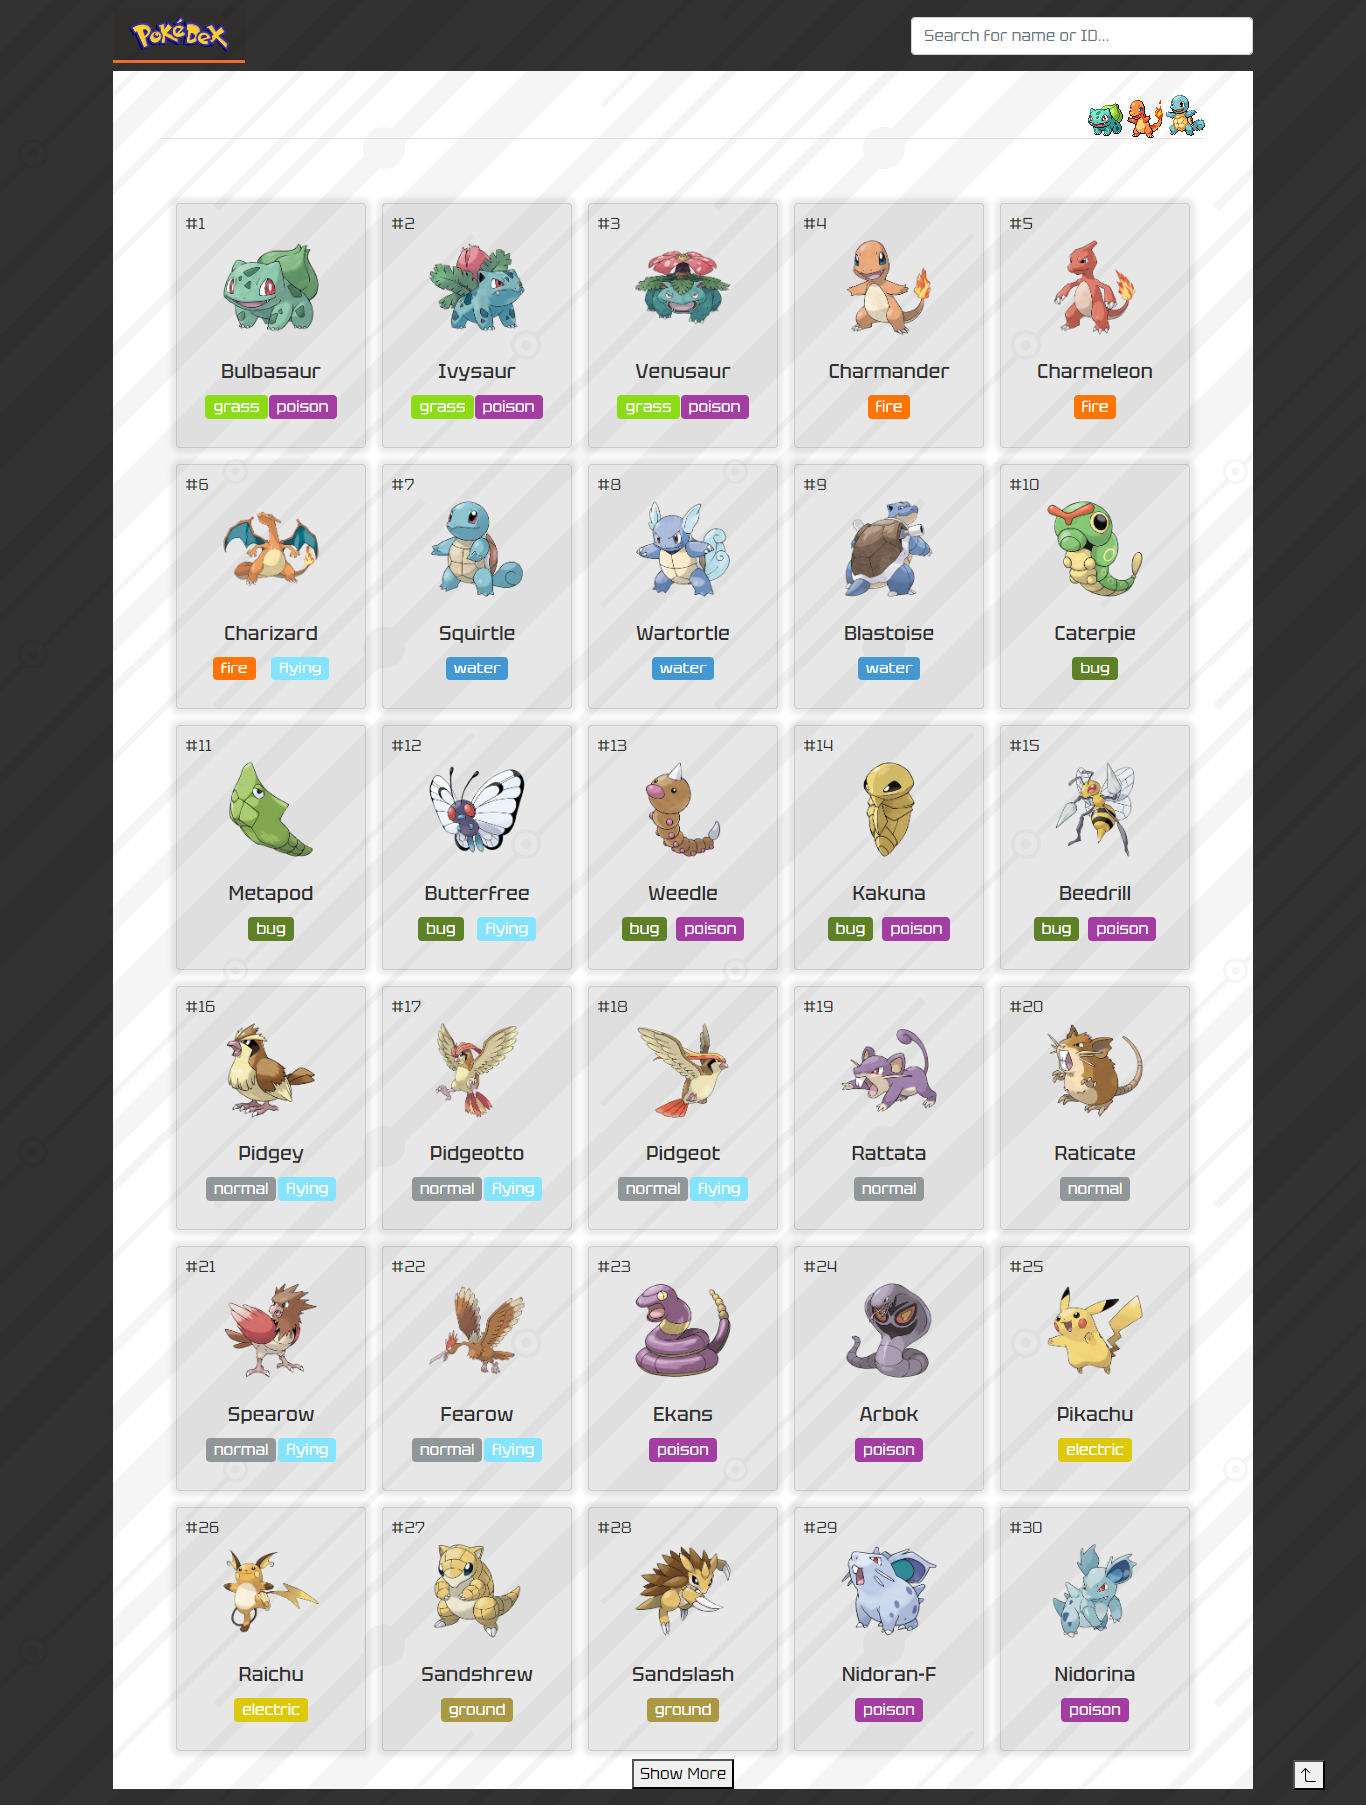 PokéDex
Search for name or ID...
#1
Bulbasaur
grass poison
#2
Ivysaur
grass poison
#3
Venusaur
grass poison
#4
Charmander
fire
#5
Charmeleon
fire
#6
Charizard
fire flying
#7
Squirtle
water
#8
Wartortle
water
#9
Blastoise
water
#10
Caterpie
bug
#11
Metapod
bug
#12
Butterfree
bug flying
#13
Weedle
bug poison
#14
Kakuna
bug poison
#15
Beedrill
bug poison
#16
Pidgey
normal flying
#17
Pidgeotto
normal flying
#18
Pidgeot
normal flying
#19
Rattata
normal
#20
Raticate
normal
#21
Spearow
normal flying
#22
Fearow
normal flying
#23
Ekans
poison
#24
Arbok
poison
#25
Pikachu
electric
#26
Raichu
electric
#27
Sandshrew
ground
#28
Sandslash
ground
#29
Nidoran-F
poison
#30
Nidorina
poison
Show More